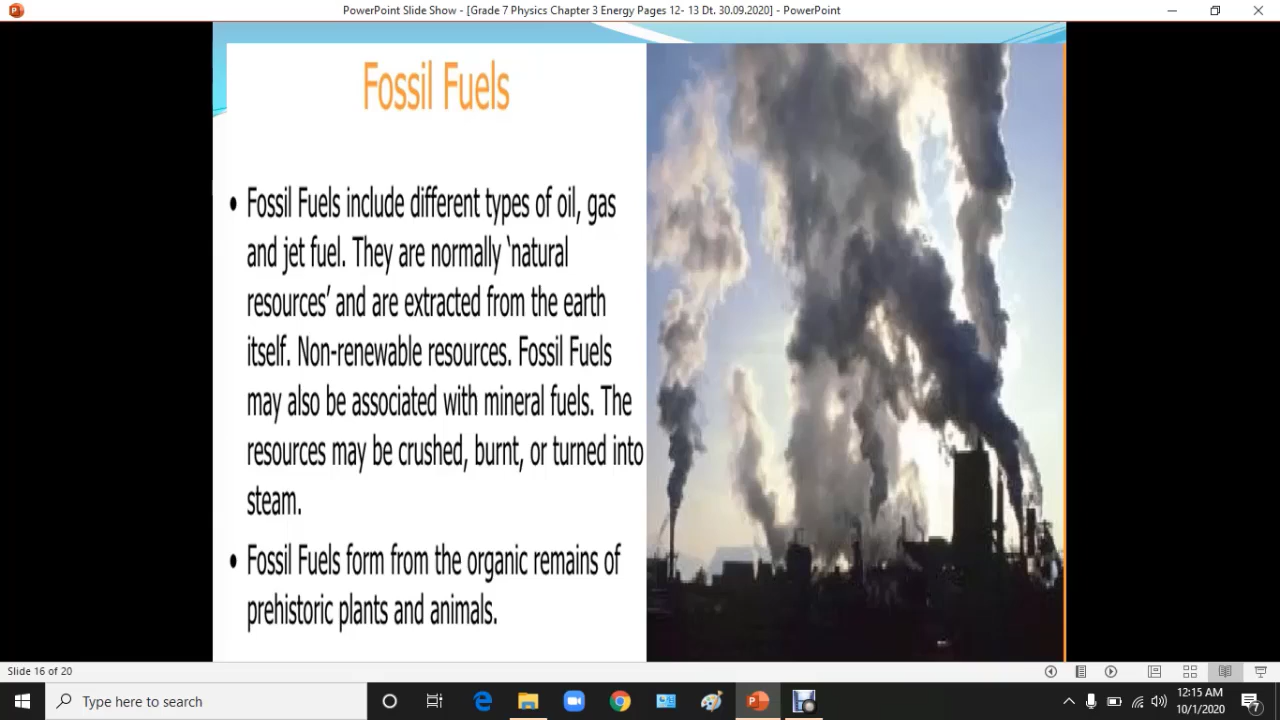 PowerPoint Slide Show - [Grade 7 Physics Chapter 3 Energy Pages 12- 13 Dt. 30.09.2020] - PowerPoint
Fossil Fuels
• Fossil Fuels include different types of oil, gas
and jet fuel. They are normally ‘natural
resources’ and are extracted from the earth
itself. Non-renewable resources. Fossil Fuels
may also be associated with mineral fuels. The
resources may be crushed, burnt, or turned into
steam.
• Fossil Fuels form from the organic remains of
prehistoric plants and animals.
Slide 16 of 20
Type here to search
12:15 AM
10/1/2020
7